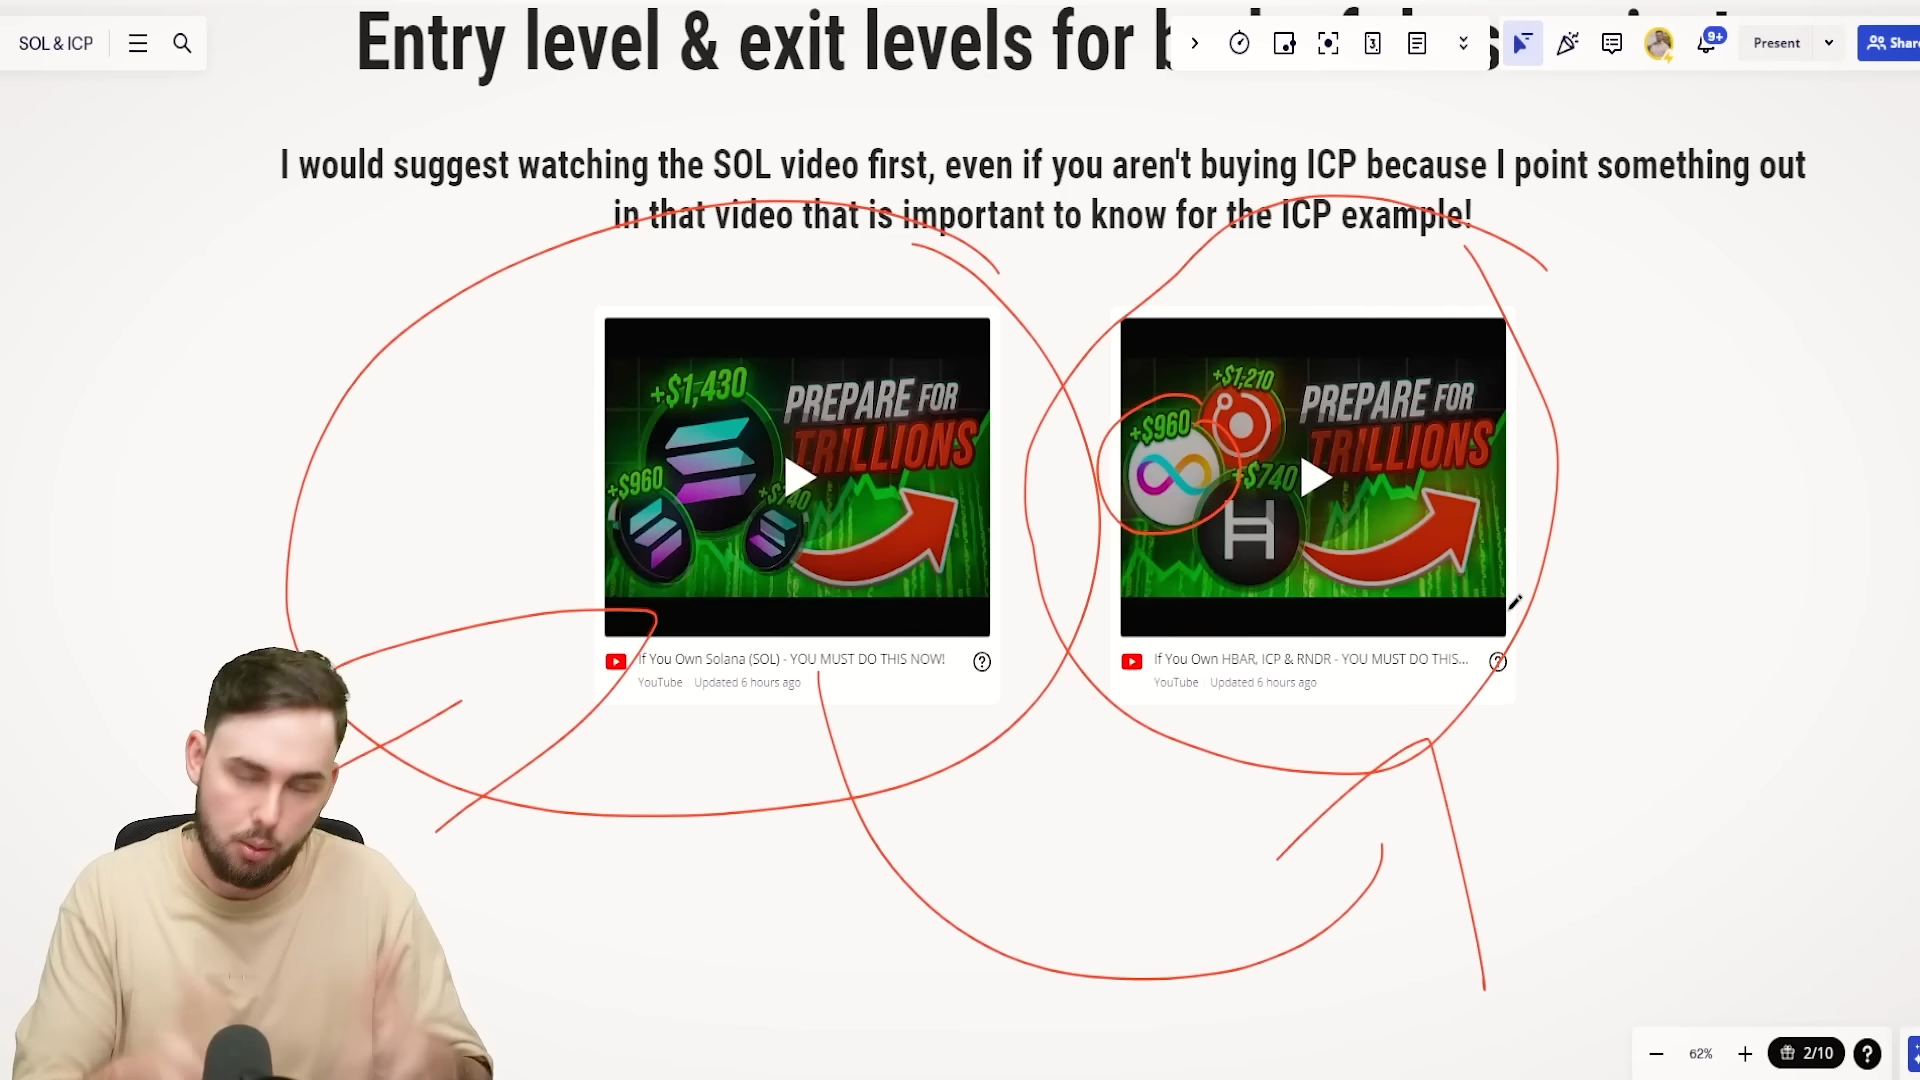 SOL & ICP
Entry level & exit levels for
3
9+
Present
Share
I would suggest watching the SOL video first, even if you aren't buying ICP because I point something out
in that video that is important to know for the ICP example!
+$1,430
PREPARE FOR
TRILLIONS
+$960
+$740
+$1,210
PREPARE FOR
TRILLIONS
+$960
+$740
If You Own Solana (SOL) - YOU MUST DO THIS NOW!
YouTube Updated 6 hours ago
If You Own HBAR, ICP & RNDR - YOU MUST DO THIS...
YouTube Updated 6 hours ago
62%
2/10
?